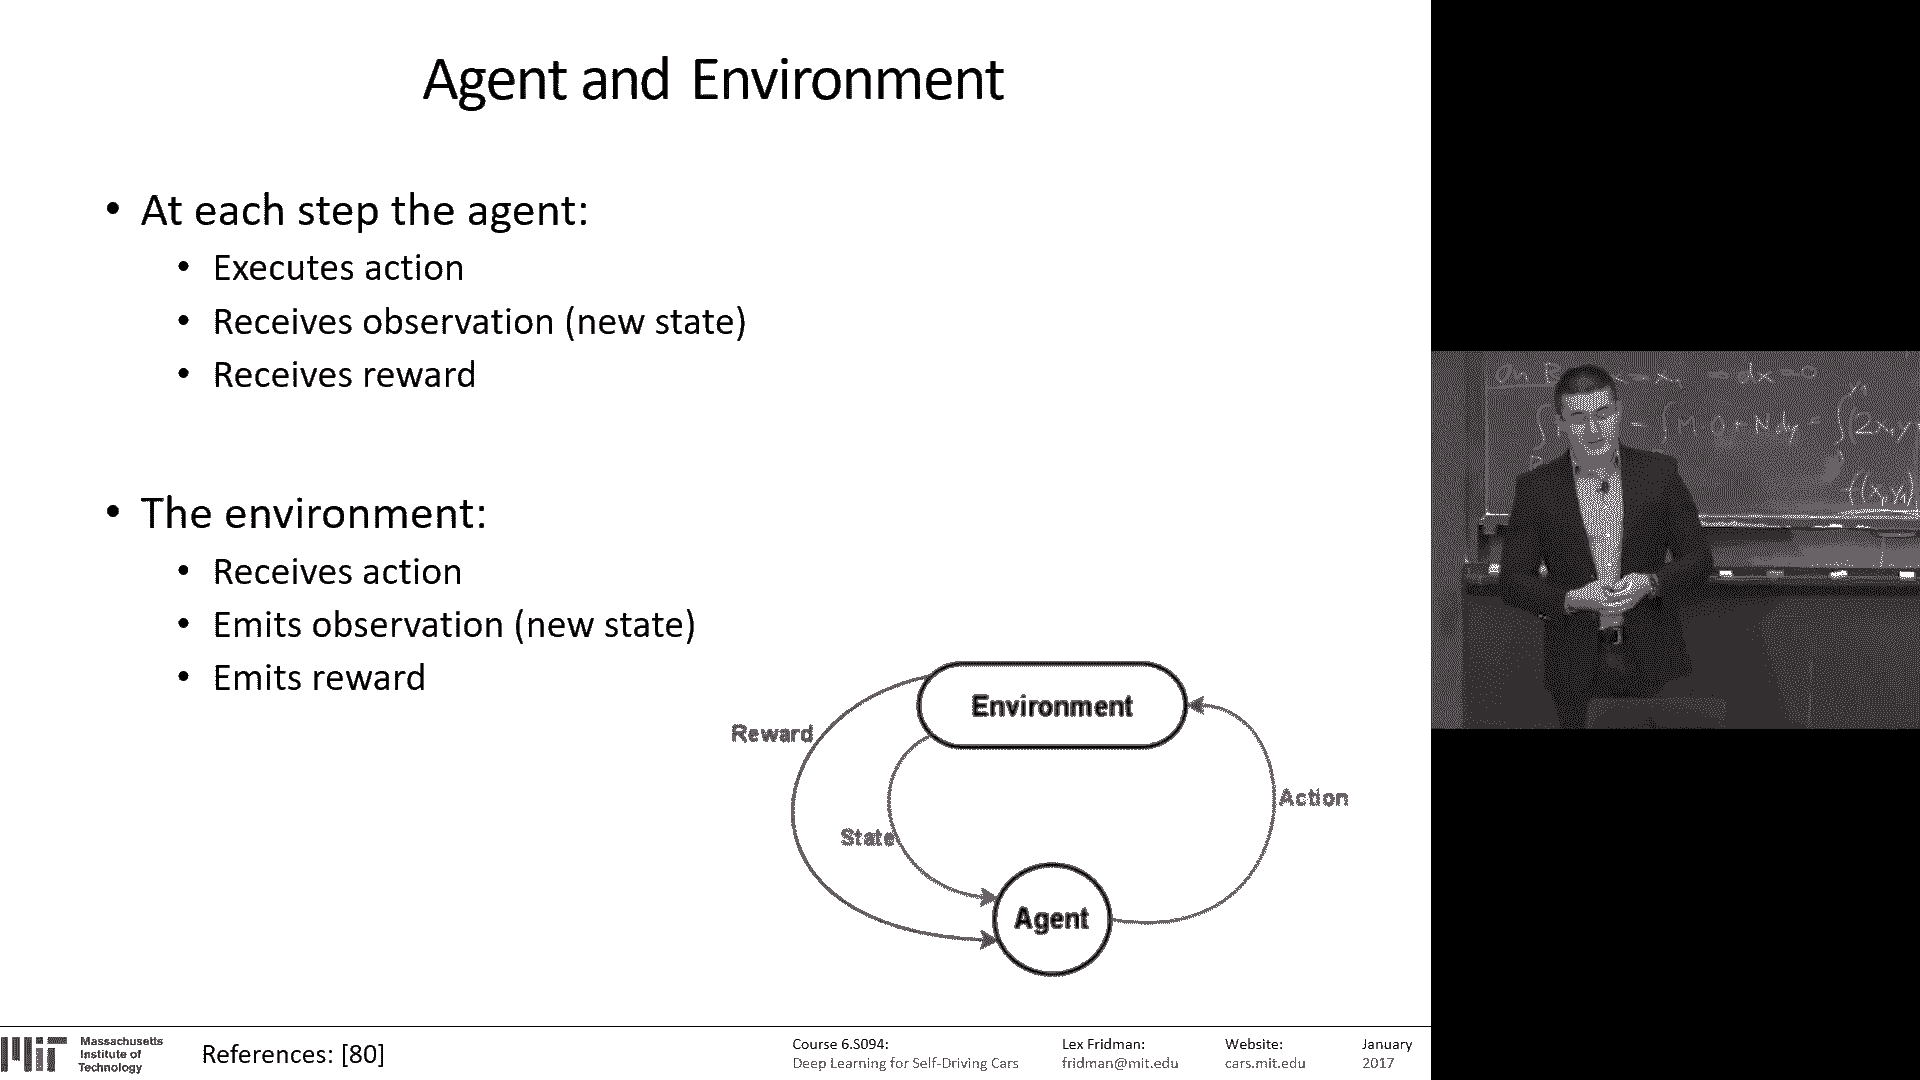 Agent and Environment
• At each step the agent:
• Executes action
• Receives observation (new state)
• Receives reward
• The environment:
• Receives action
• Emits observation (new state)
• Emits reward
Environment
Reward
Action
State
Agent
MIT
Massachusetts
Institute of
Technology
References: [80]
Course 6.S094:
Deep Learning for Self-Driving Cars
Lex Fridman:
fridman@mit.edu
Website:
cars.mit.edu
January
2017